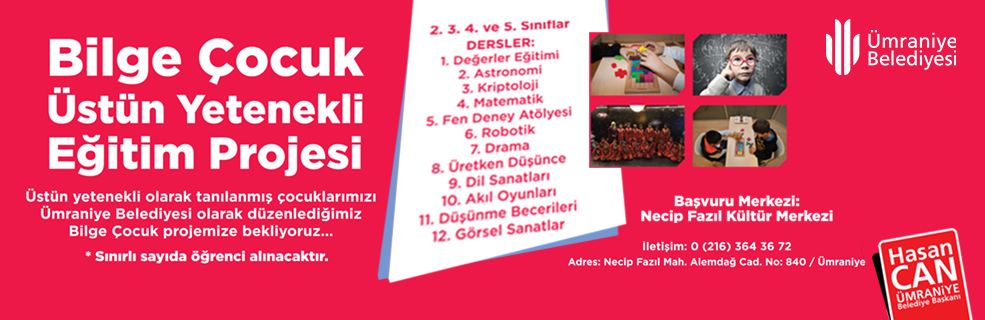 Bilge Çocuk
Üstün Yetenekli
Eğitim Projesi
Üstün yetenekli olarak tanılanmış çocuklarımızı
Ümraniye Belediyesi olarak düzenlediğimiz
Bilge Çocuk projemize bekliyoruz...
* Sınırlı sayıda öğrenci alınacaktır.
2. 3. 4. ve 5. Sınıflar
DERSLER:
1. Değerler Eğitimi
2. Astronomi
3. Kriptoloji
4. Matematik
5. Fen Deney Atölyesi
6. Robotik
7. Drama
8. Üretken Düşünce
9. Dil Sanatları
10. Akıl Oyunları
11. Düşünme Becerileri
12. Görsel Sanatlar
Ümraniye
Belediyesi
Başvuru Merkezi:
Necip Fazıl Kültür Merkezi
İletişim: 0 (216) 364 36 72
Adres: Necip Fazıl Mah. Alemdağ Cad. No: 840 / Ümraniye
Hasan
CAN
ÜMRANİYE
Belediye Başkanı